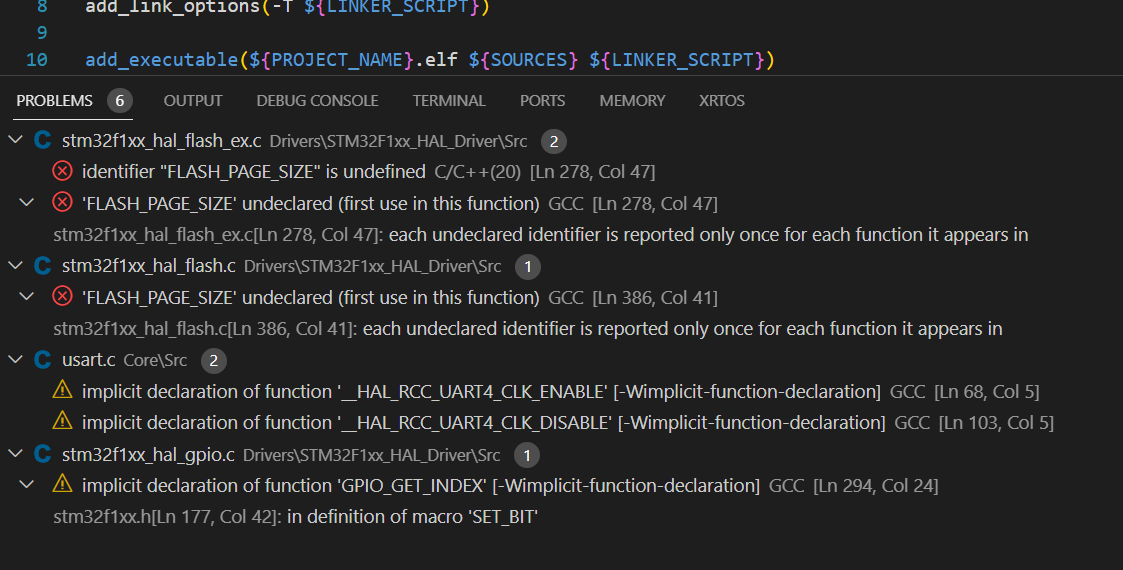 8 add_link_options(-T ${LINKER_SCRIPT})
9
10 add_executable(${PROJECT_NAME}.elf ${SOURCES} ${LINKER_SCRIPT})
PROBLEMS 6 OUTPUT DEBUG CONSOLE TERMINAL PORTS MEMORY XRTOS
C stm32f1xx_hal_flash_ex.c Drivers\STM32F1xx_HAL_Driver\Src 2
identifier "FLASH_PAGE_SIZE" is undefined C/C++(20) [Ln 278, Col 47]
'FLASH_PAGE_SIZE' undeclared (first use in this function) GCC [Ln 278, Col 47]
stm32f1xx_hal_flash_ex.c[Ln 278, Col 47]: each undeclared identifier is reported only once for each function it appears in
C stm32f1xx_hal_flash.c Drivers\STM32F1xx_HAL_Driver\Src 1
'FLASH_PAGE_SIZE' undeclared (first use in this function) GCC [Ln 386, Col 41]
stm32f1xx_hal_flash.c[Ln 386, Col 41]: each undeclared identifier is reported only once for each function it appears in
C usart.c Core\Src 2
implicit declaration of function '__HAL_RCC_UART4_CLK_ENABLE' [-Wimplicit-function-declaration] GCC [Ln 68, Col 5]
implicit declaration of function '__HAL_RCC_UART4_CLK_DISABLE' [-Wimplicit-function-declaration] GCC [Ln 103, Col 5]
C stm32f1xx_hal_gpio.c Drivers\STM32F1xx_HAL_Driver\Src 1
implicit declaration of function 'GPIO_GET_INDEX' [-Wimplicit-function-declaration] GCC [Ln 294, Col 24]
stm32f1xx.h[Ln 177, Col 42]: in definition of macro 'SET_BIT'